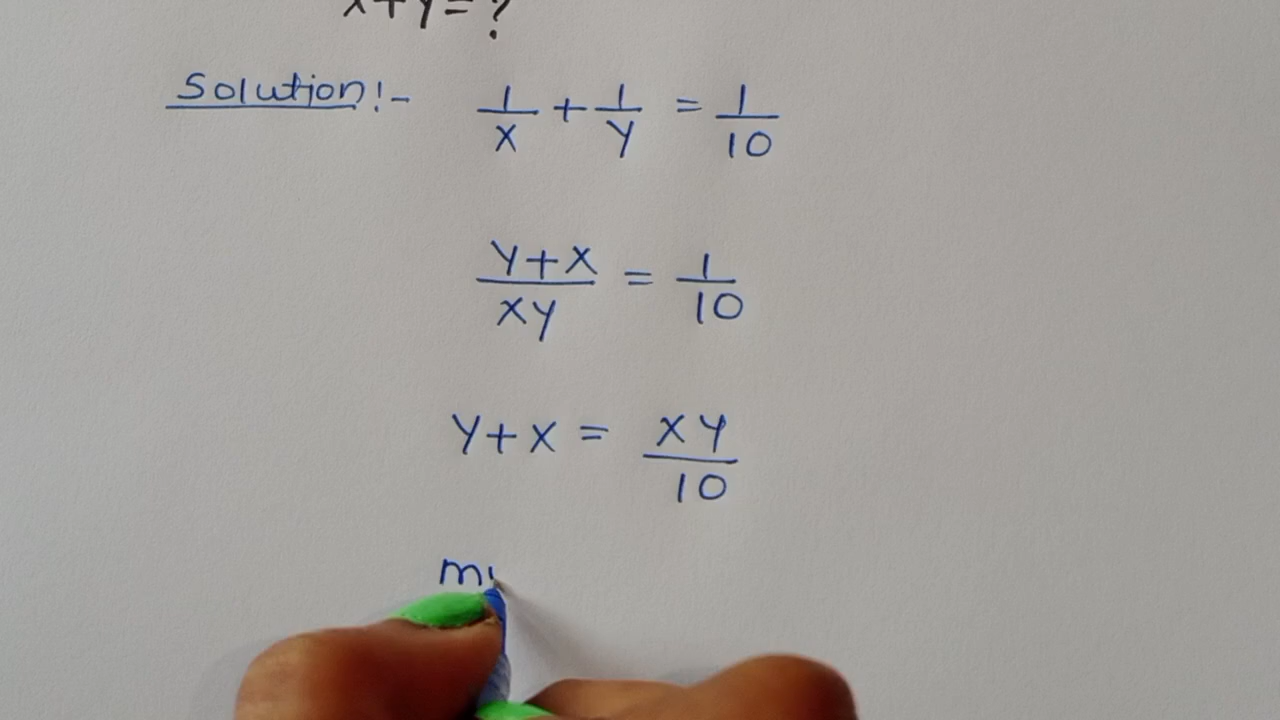 x+y=?
Solution!- 1/x + 1/y = 1/10
y+x/xy = 1/10
y+x = xy/10